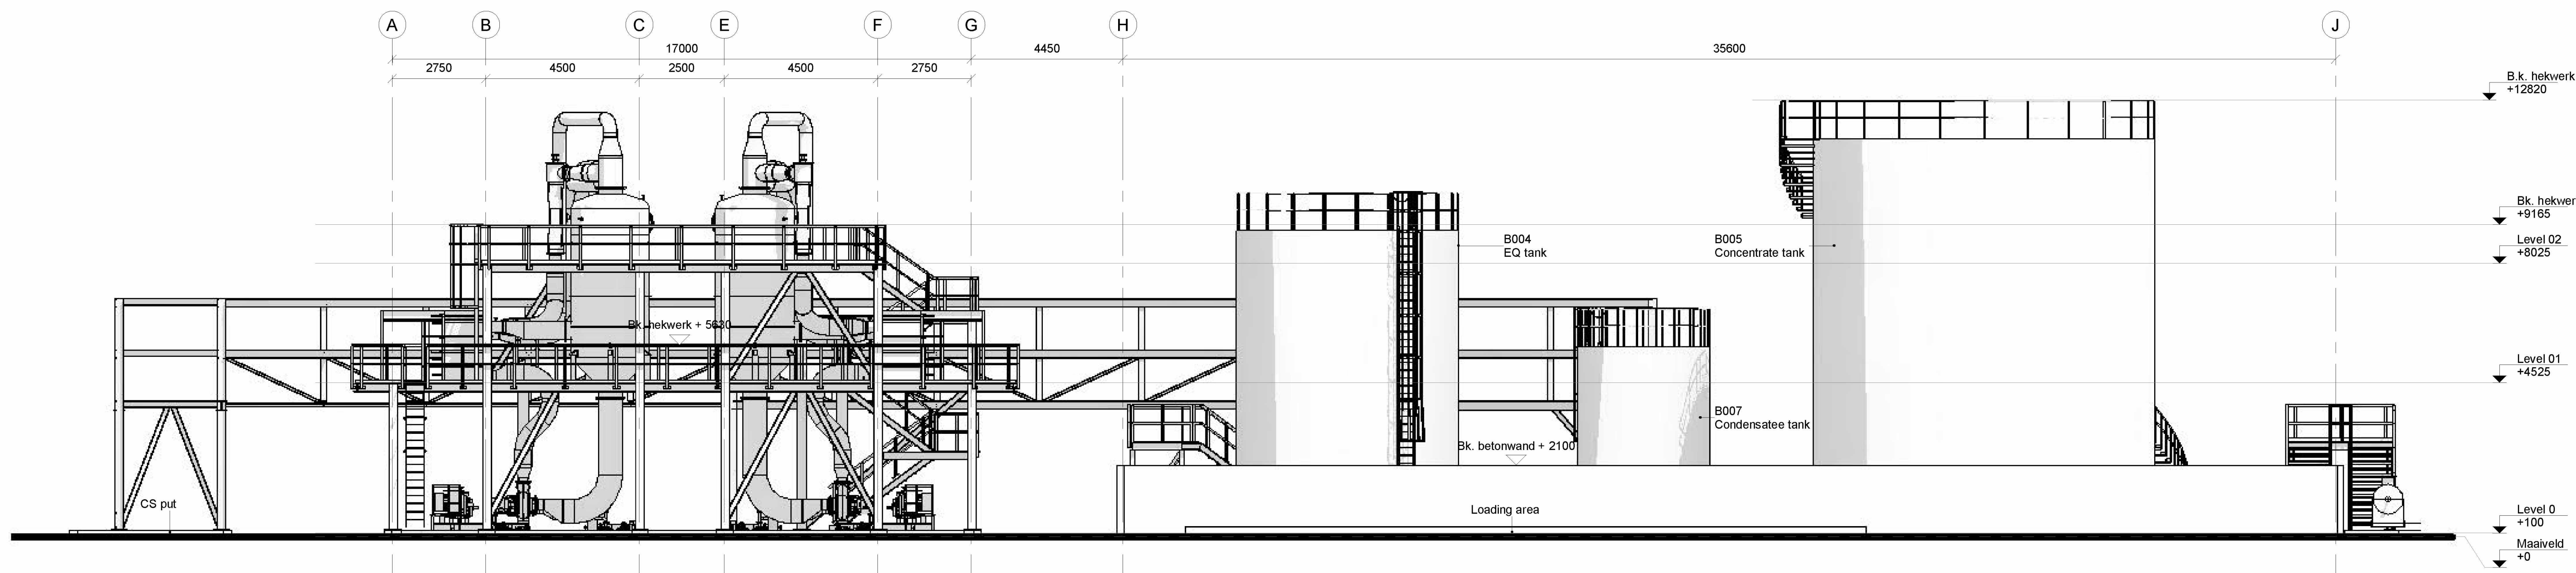 A B C E F G H J
17000 4450 35600
2750 4500 2500 4500 2750
B.k. hekwerk
+12820
Bk. hekwer
+9165
B004
EQ tank
B005
Concentrate tank
Level 02
+8025
Bk. hekwerk + 5630
Level 01
+4525
B007
Condensatee tank
Bk. betonwand + 2100
CS put
Loading area
Level 0
+100
Maaiveld
+0